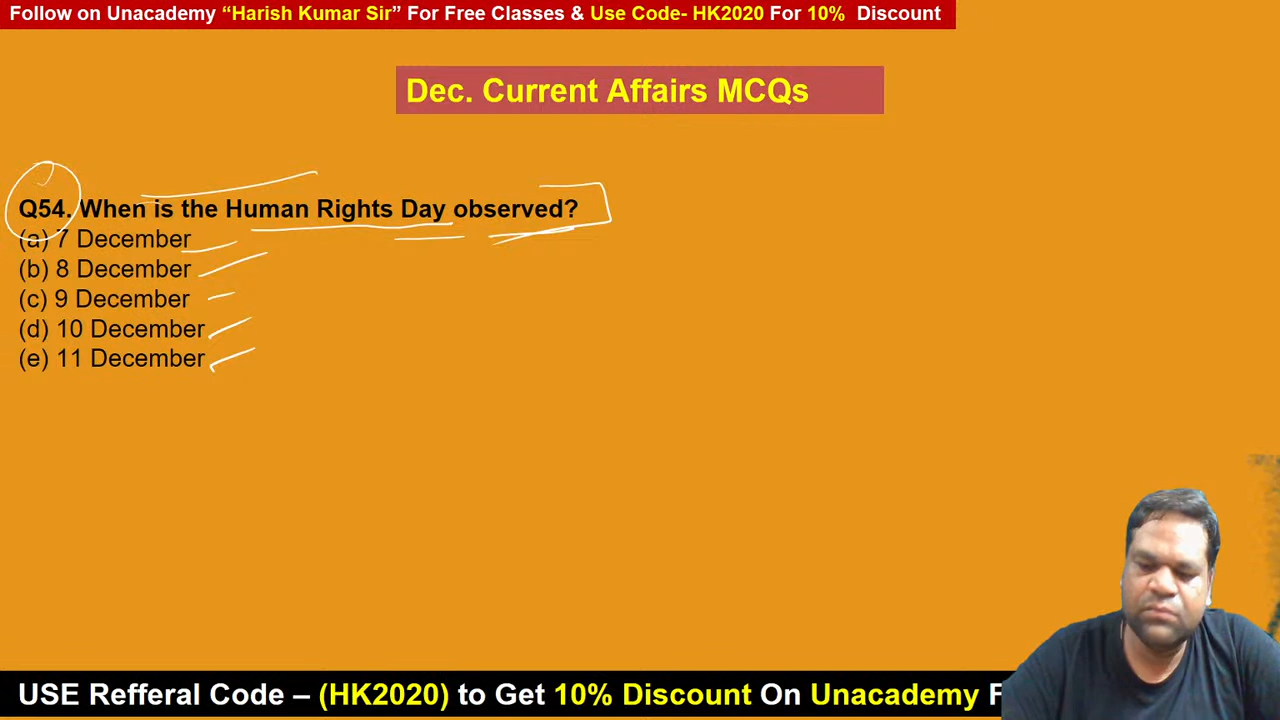 Follow on Unacademy “Harish Kumar Sir” For Free Classes & Use Code- HK2020 For 10% Discount
Dec. Current Affairs MCQs
Q54. When is the Human Rights Day observed?
(a) 7 December
(b) 8 December
(c) 9 December
(d) 10 December
(e) 11 December
USE Refferal Code – (HK2020) to Get 10% Discount On Unacademy F